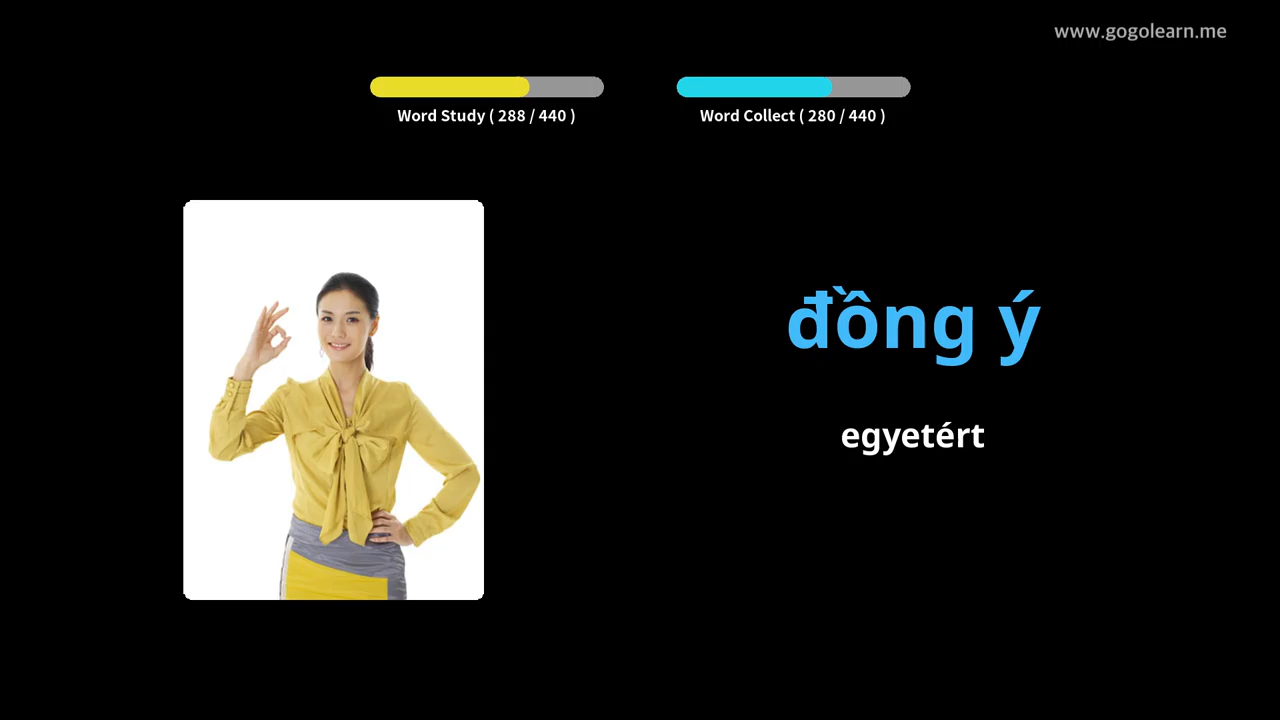 www.gogolearn.me
Word Study ( 288 / 440 )
Word Collect ( 280 / 440 )
đồng ý
egyetért